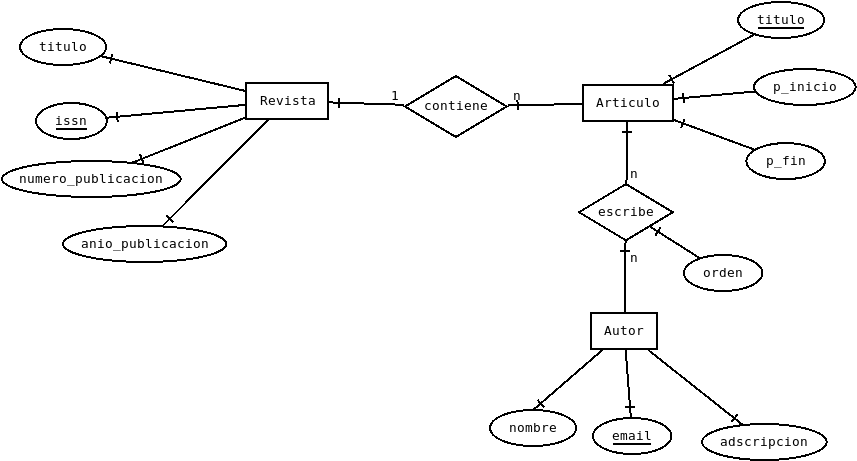 titulo
titulo
Revista
1
contiene
n
Articulo
p_inicio
issn
numero_publicacion
n
p_fin
escribe
anio_publicacion
n
orden
Autor
nombre
email
adscripcion